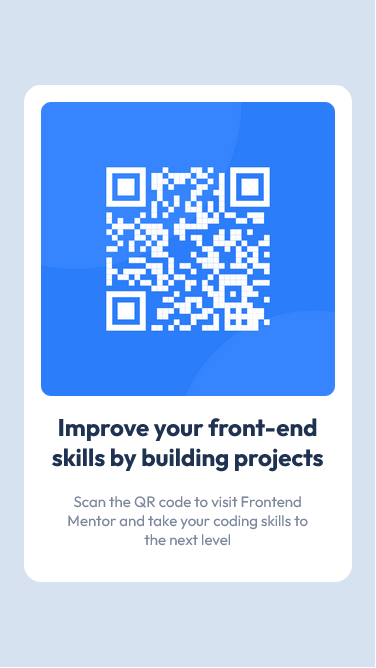 Improve your front-end
skills by building projects
Scan the QR code to visit Frontend
Mentor and take your coding skills to
the next level